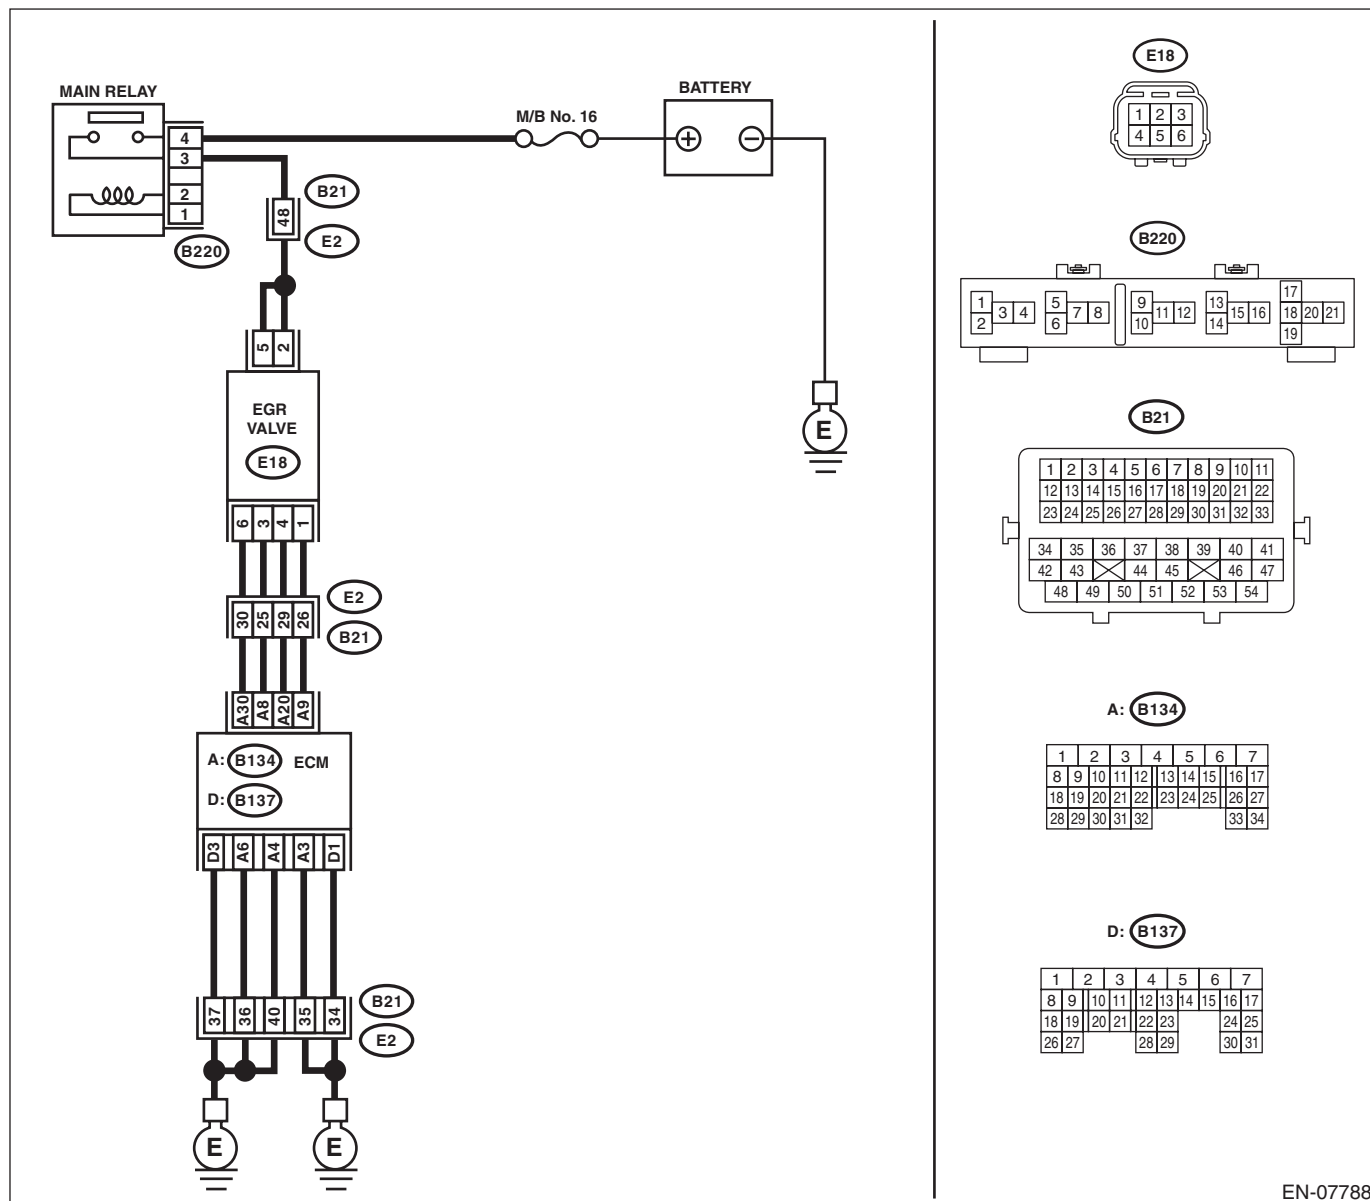 MAIN RELAY
4
3
2
1
B220
M/B No. 16
BATTERY
+ −
E
B21
48
E2
5 2
EGR
VALVE
E18
6 3 4 1
E2
30 25 29 26
B21
A30 A8 A20 A9
A: B134 ECM
D: B137
D3 A6 A4 A3 D1
B21
37 36 40 35 34
E2
E E
E18
1 2 3
4 5 6
B220
1 5 9 13 17
3 4 7 8 11 12 15 16 18 20 21
2 6 10 14 19
B21
1 2 3 4 5 6 7 8 9 10 11
12 13 14 15 16 17 18 19 20 21 22
23 24 25 26 27 28 29 30 31 32 33
34 35 36 37 38 39 40 41
42 43 44 45 46 47
48 49 50 51 52 53 54
A: B134
1 2 3 4 5 6 7
8 9 10 11 12 13 14 15 16 17
18 19 20 21 22 23 24 25 26 27
28 29 30 31 32 33 34
D: B137
1 2 3 4 5 6 7
8 9 10 11 12 13 14 15 16 17
18 19 20 21 22 23 24 25
26 27 28 29 30 31
EN-07788